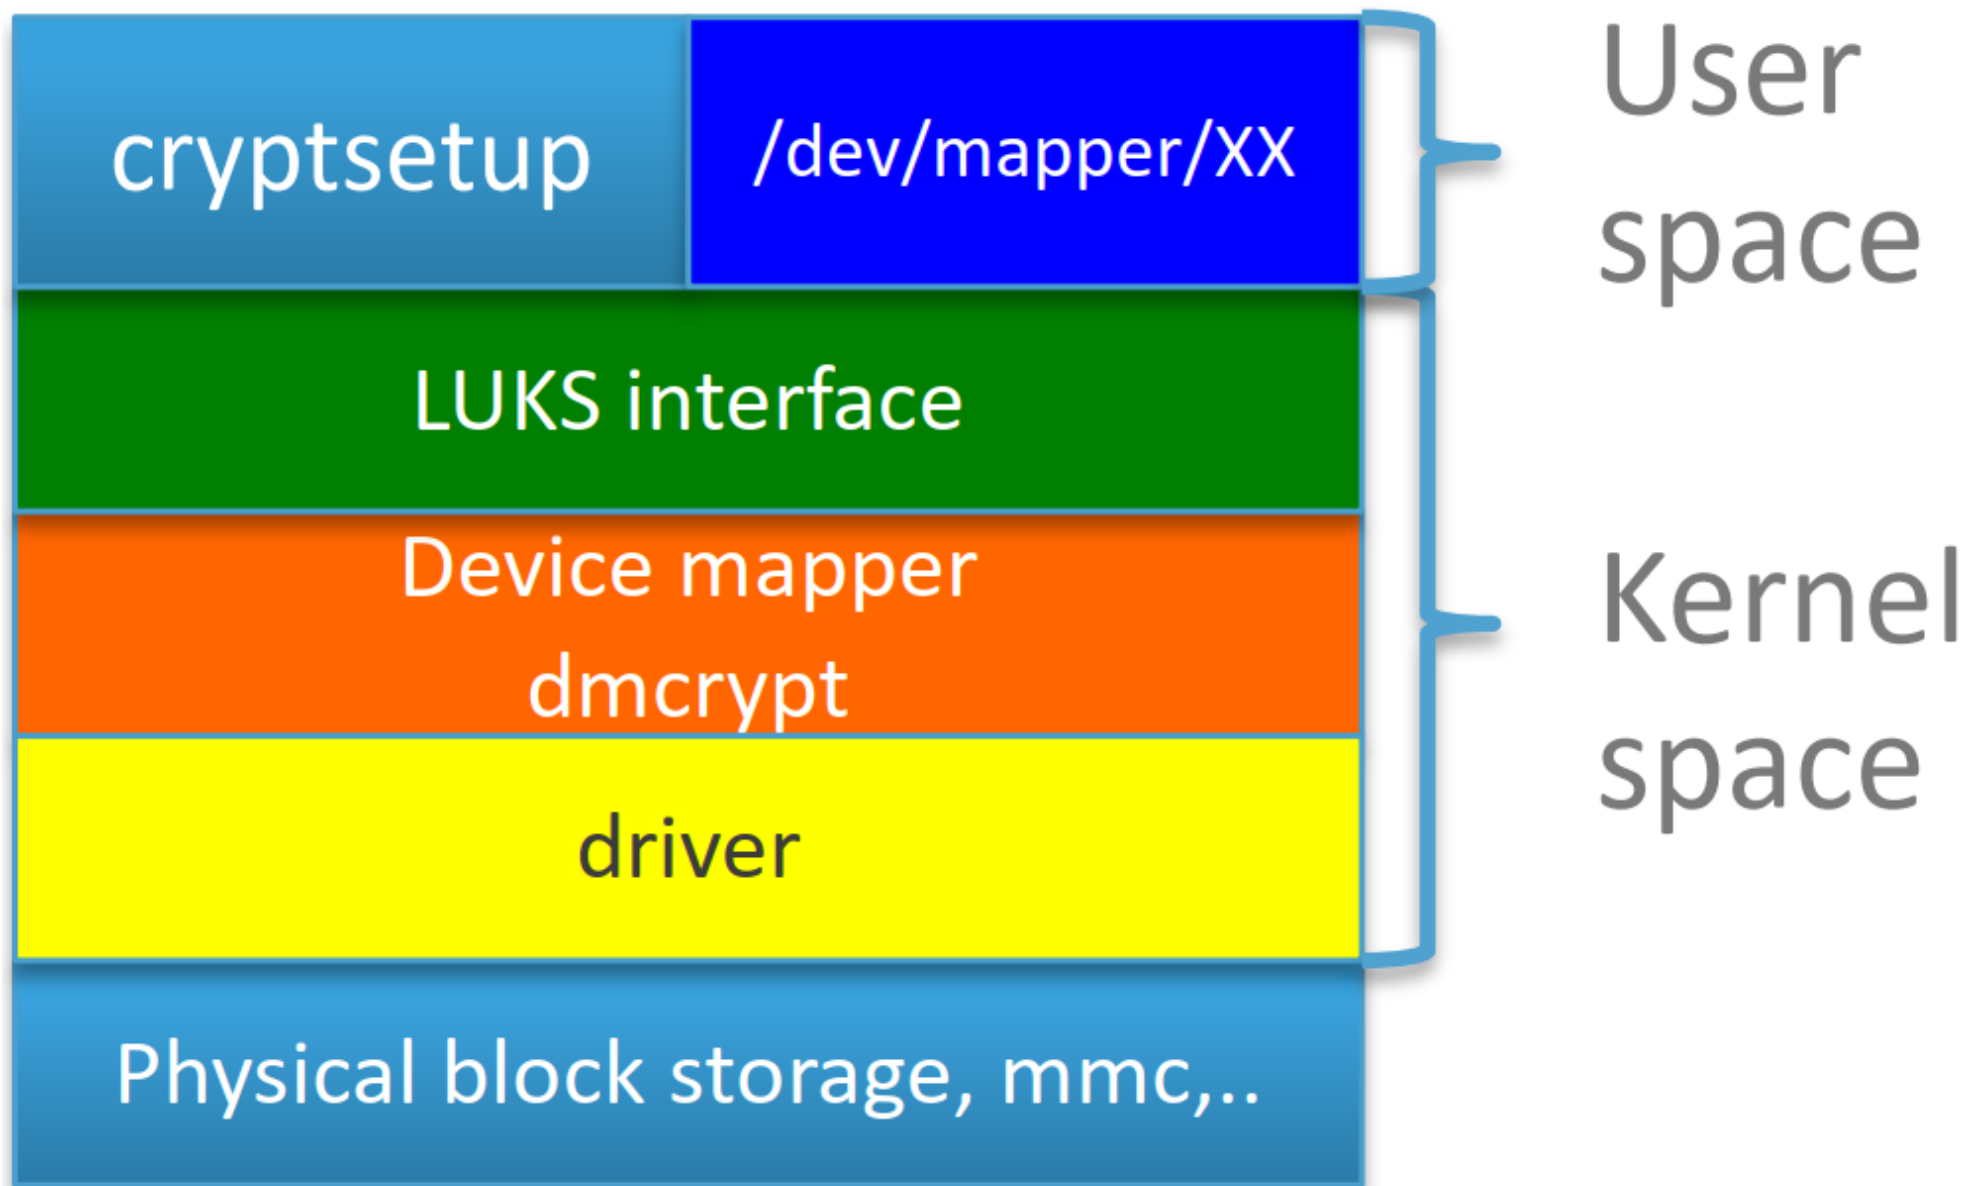 cryptsetup
/dev/mapper/XX
User
space
LUKS interface
Device mapper
dmcrypt
Kernel
space
driver
Physical block storage, mmc,..